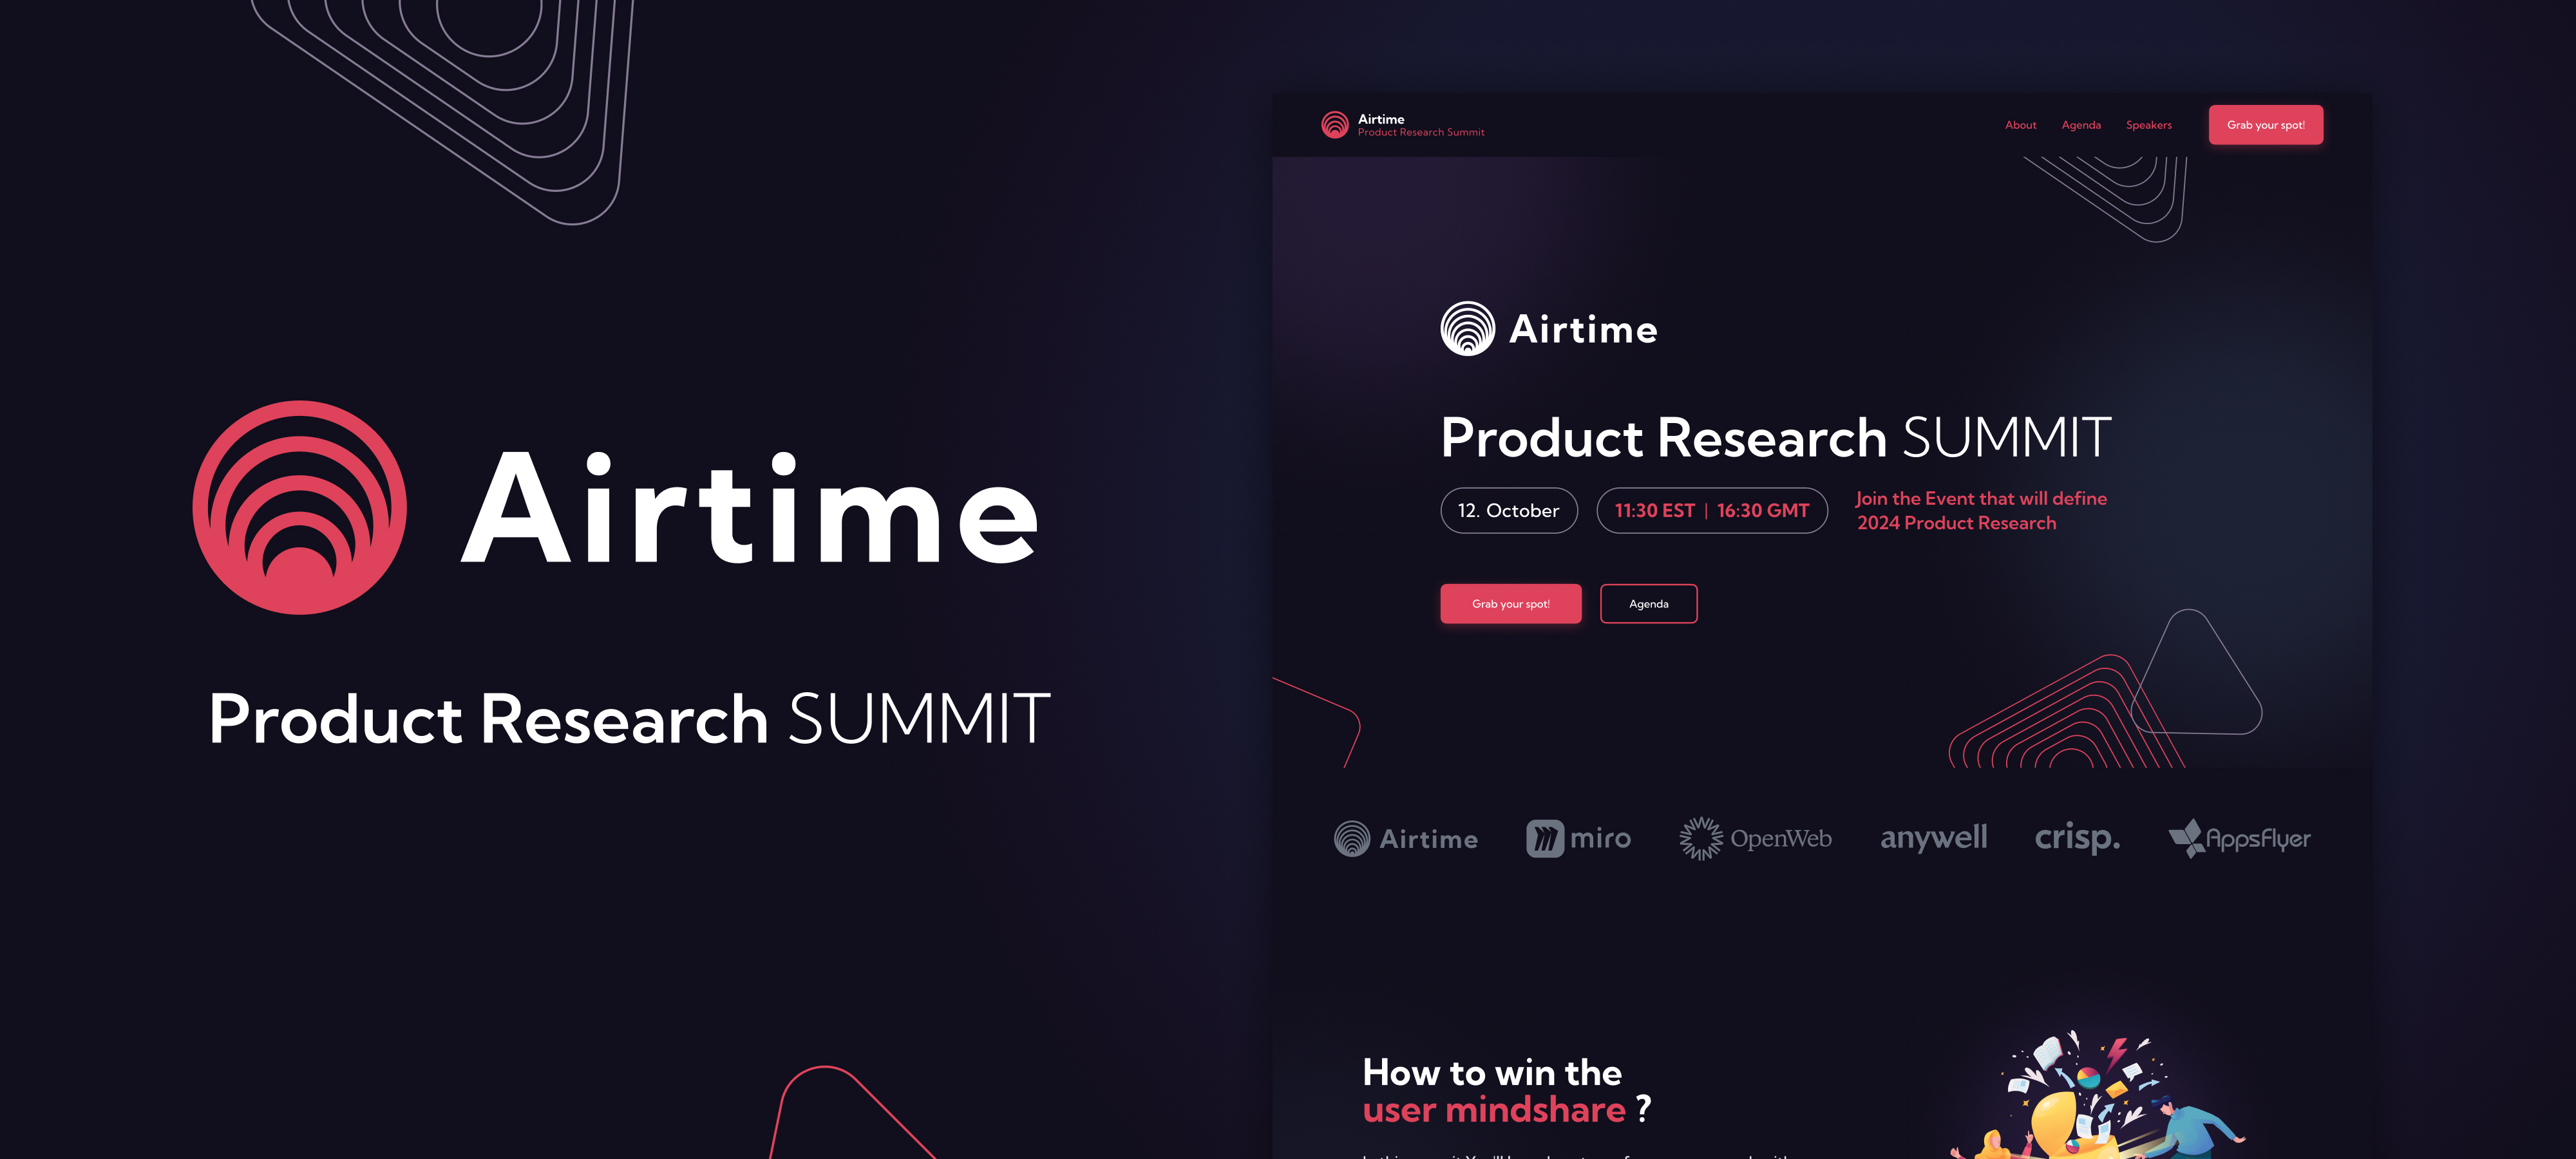 Airtime
Product Research SUMMIT
Airtime
Product Research Summit
About
Agenda
Speakers
Grab your spot!
Airtime
Product Research SUMMIT
12. October
11:30 EST | 16:30 GMT
Join the Event that will define
2024 Product Research
Grab your spot!
Agenda
Airtime
miro
OpenWeb
anywell
crisp.
AppsFlyer
How to win the
user mindshare ?